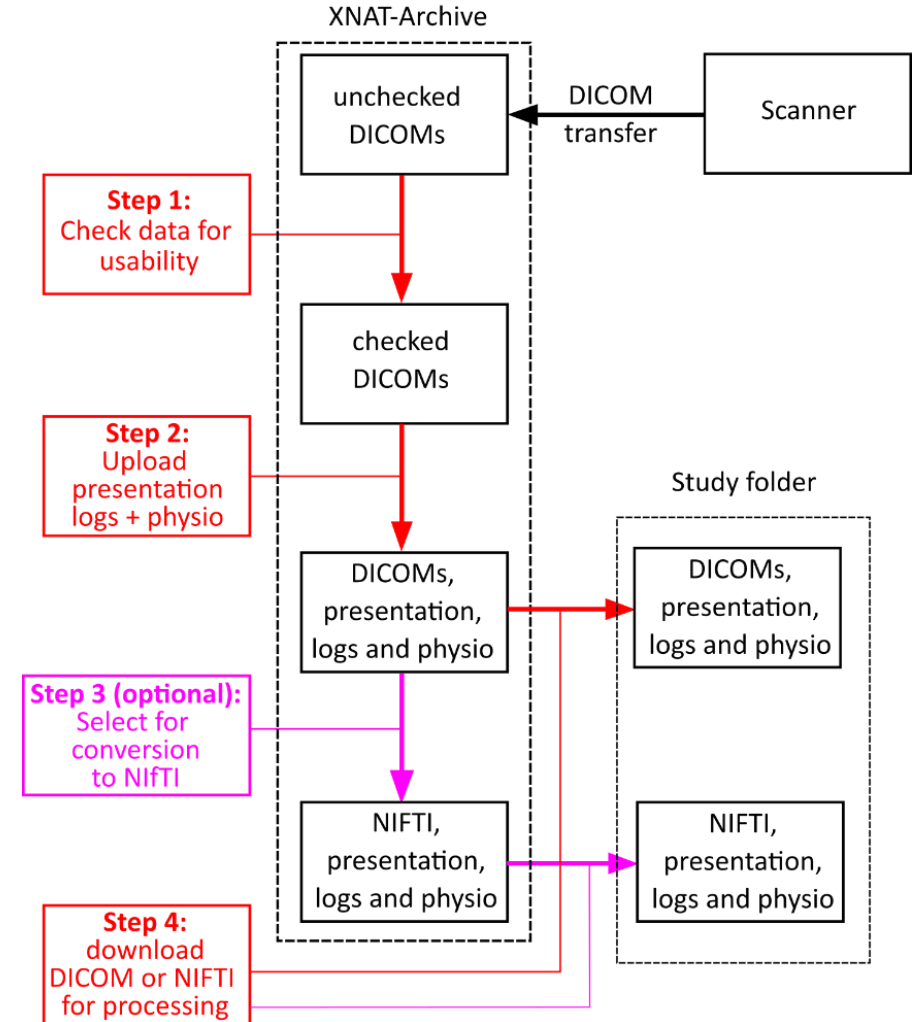 XNAT-Archive
unchecked
DICOMs
DICOM
transfer
Scanner
Step 1:
Check data for
usability
checked
DICOMs
Step 2:
Upload
presentation
logs + physio
Study folder
DICOMs,
presentation,
logs and physio
DICOMs,
presentation,
logs and physio
Step 3 (optional):
Select for
conversion
to NIfTI
NIFTI,
presentation,
logs and physio
NIFTI,
presentation,
logs and physio
Step 4:
download
DICOM or NIFTI
for processing